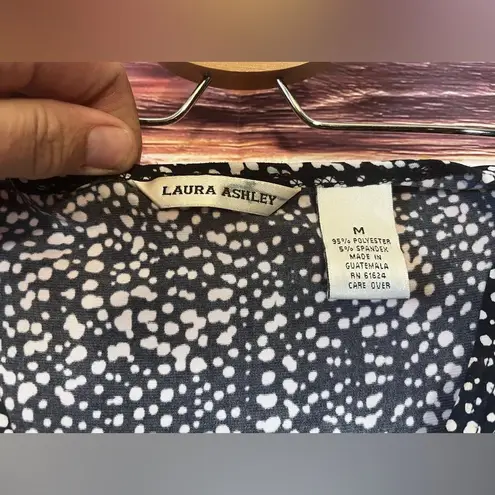 LAURA ASHLEY
M
95% POLYESTER
5% SPANDEX
MADE IN
GUATEMALA
RN 61624
CARE OVER